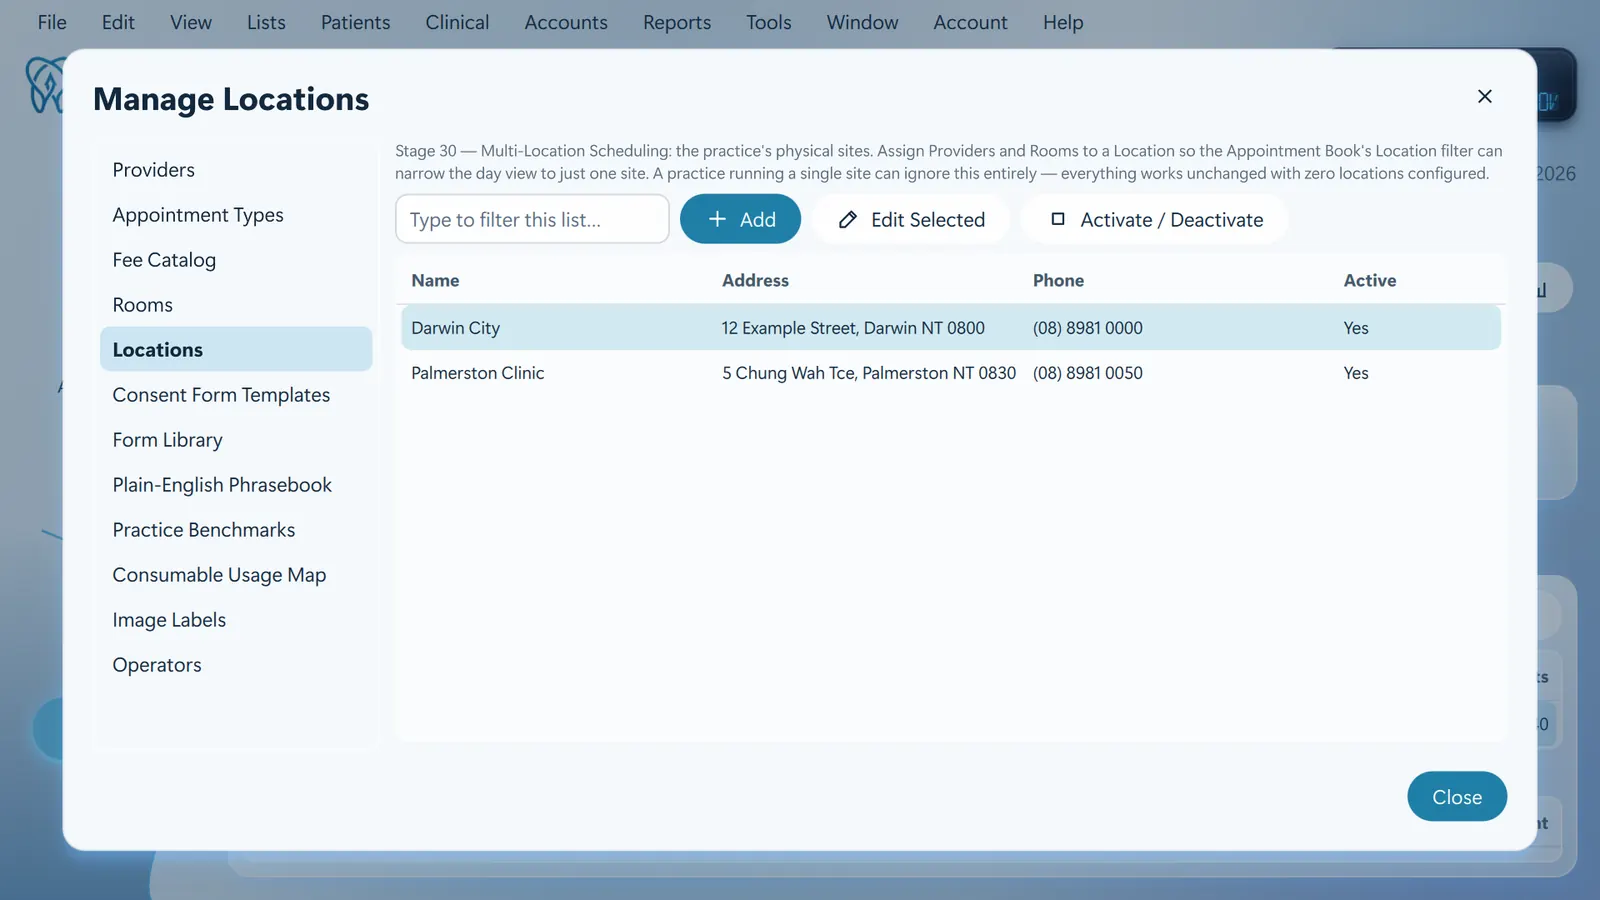 File Edit View Lists Patients Clinical Accounts Reports Tools Window Account Help
Manage Locations
2026
Providers
Appointment Types
Fee Catalog
Rooms
Locations
Consent Form Templates
Form Library
Plain-English Phrasebook
Practice Benchmarks
Consumable Usage Map
Image Labels
Operators
Stage 30 — Multi-Location Scheduling: the practice's physical sites. Assign Providers and Rooms to a Location so the Appointment Book's Location filter can
narrow the day view to just one site. A practice running a single site can ignore this entirely — everything works unchanged with zero locations configured.
Type to filter this list... Add Edit Selected Activate / Deactivate
Name Address Phone Active
Darwin City 12 Example Street, Darwin NT 0800 (08) 8981 0000 Yes
Palmerston Clinic 5 Chung Wah Tce, Palmerston NT 0830 (08) 8981 0050 Yes
Close